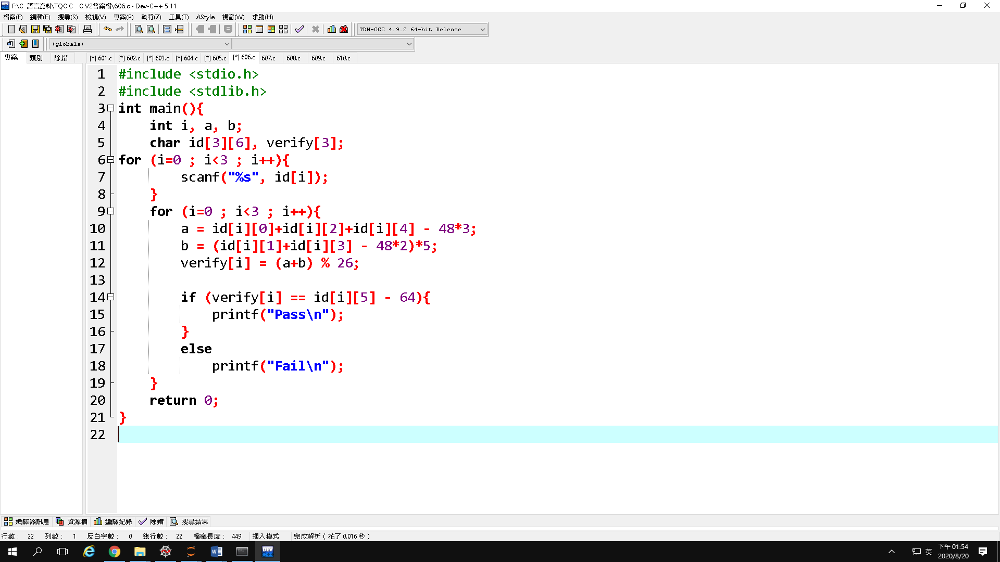 F:\C 語言資料\TQC C  C V2答案檔\606.c - Dev-C++ 5.11
檔案(F) 編輯(E) 搜尋(S) 檢視(V) 專案(P) 執行(Z) 工具(T) AStyle 視窗(W) 求助(H)
TDM-GCC 4.9.2 64-bit Release
(globals)
專案 類別 除錯 [*] 601.c [*] 602.c [*] 603.c [*] 604.c [*] 605.c [*] 606.c 607.c 608.c 609.c 610.c
1 #include <stdio.h>
2 #include <stdlib.h>
3 int main(){
4     int i, a, b;
5     char id[3][6], verify[3];
6 for (i=0 ; i<3 ; i++){
7         scanf("%s", id[i]);
8     }
9     for (i=0 ; i<3 ; i++){
10         a = id[i][0]+id[i][2]+id[i][4] - 48*3;
11         b = (id[i][1]+id[i][3] - 48*2)*5;
12         verify[i] = (a+b) % 26;
13
14         if (verify[i] == id[i][5] - 64){
15             printf("Pass\n");
16         }
17         else
18             printf("Fail\n");
19     }
20     return 0;
21 }
22
編譯器訊息 資源檔 編譯紀錄 除錯 搜尋結果
行數: 22 列數: 1 反白字數: 0 總行數: 22 檔案長度: 449 插入模式 完成解析 (花了 0.016 秒)
DEV 英 下午 01:54
2020/8/20